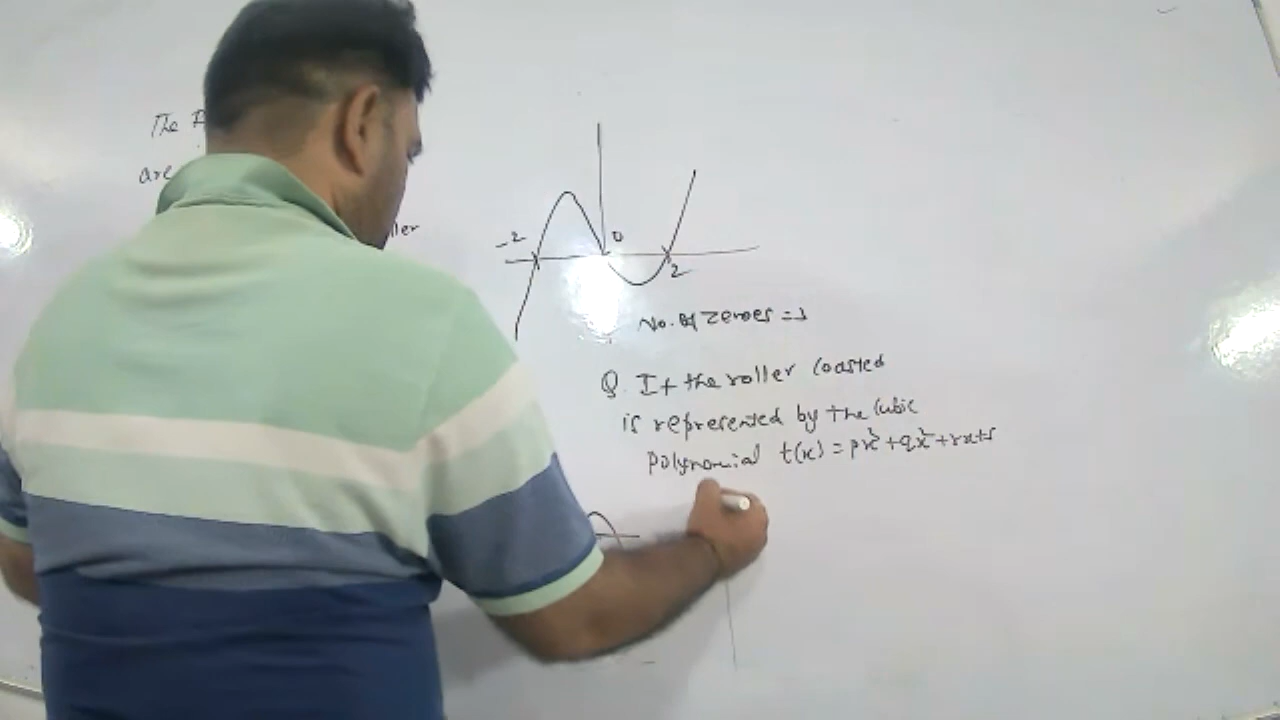 The
are
ller
-2
0
2
No. of zeroes = 3
Q. If the roller coasted
is represented by the cubic
polynomial t(x) = px³+qx²+rx+s